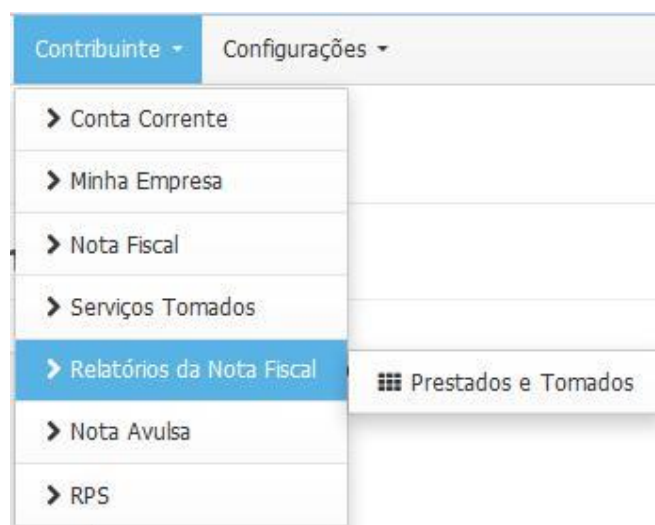 Contribuinte Configurações
Conta Corrente
Minha Empresa
Nota Fiscal
Serviços Tomados
Relatórios da Nota Fiscal Prestados e Tomados
Nota Avulsa
RPS